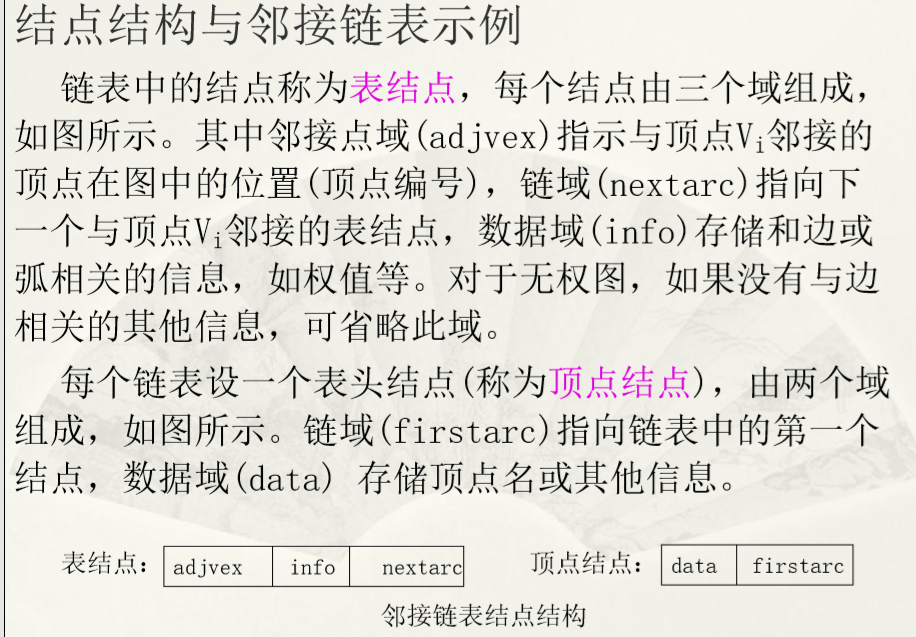 结点结构与邻接链表示例
链表中的结点称为表结点，每个结点由三个域组成，
如图所示。其中邻接点域(adjvex)指示与顶点Vi邻接的
顶点在图中的位置(顶点编号)，链域(nextarc)指向下
一个与顶点Vi邻接的表结点，数据域(info)存储和边或
弧相关的信息，如权值等。对于无权图，如果没有与边
相关的其他信息，可省略此域。
每个链表设一个表头结点(称为顶点结点)，由两个域
组成，如图所示。链域(firstarc)指向链表中的第一个
结点，数据域(data) 存储顶点名或其他信息。
表结点： adjvex info nextarc 顶点结点： data firstarc
邻接链表结点结构